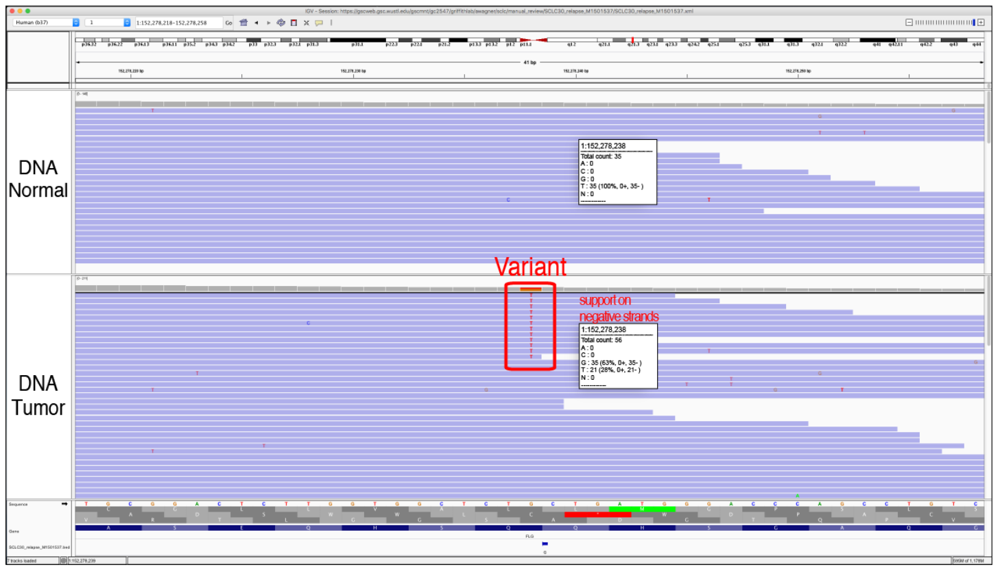 IGV - Session: https://gscweb.gsc.wustl.edu/gscmnt/gc2547/griffithlab/awagner/sclc/manual_review/SCLC30_relapse_M1501537/SCLC30_relapse_M1501537.xml
Human (b37) 1 1:152,278,218-152,278,258 Go
p36.32 p36.22 p36.13 p36.11 p35.2 p34.3 p34.2 p33 p32.3 p32.1 p31.3 p31.1 p22.3 p22.1 p21.2 p13.3 p13.2 p12 p11.1 q12 q21.1 q21.3 q23.1 q23.3 q24.2 q25.1 q25.3 q31.1 q31.3 q32.1 q32.2 q41 q42.11 q42.2 q43 q44
41 bp
152,278,220 bp 152,278,230 bp 152,278,240 bp 152,278,250 bp
[0 - 148]
T G
G
T T
DNA
Normal
1:152,278,238
Total count: 35
A : 0
C : 0
G : 0
T : 35 (100%, 0+, 35- )
N : 0
------------
C T
Variant
T
T
T
T
T
T
T
T
T
T
T
T
support on
negative strands
1:152,278,238
Total count: 56
A : 0
C : 0
G : 35 (63%, 0+, 35- )
T : 21 (28%, 0+, 21- )
N : 0
------------
C
T
G
T G
T
T T
T G G T
DNA
Tumor
T
T
Sequence T G C G G A C T C T T G G T G G C T C T G C T G A T G G G A C C C A G C C T G T C
C G L L V A L L M G P S L S
A D S W W L C * W D P A C
V R T L G G S A D G T Q P V
Gene A S E Q H S Q Q H S G A Q G
FLG
SCLC30_relapse_M1501537.bed
G
7 tracks loaded 1:152,278,239 595M of 1,178M